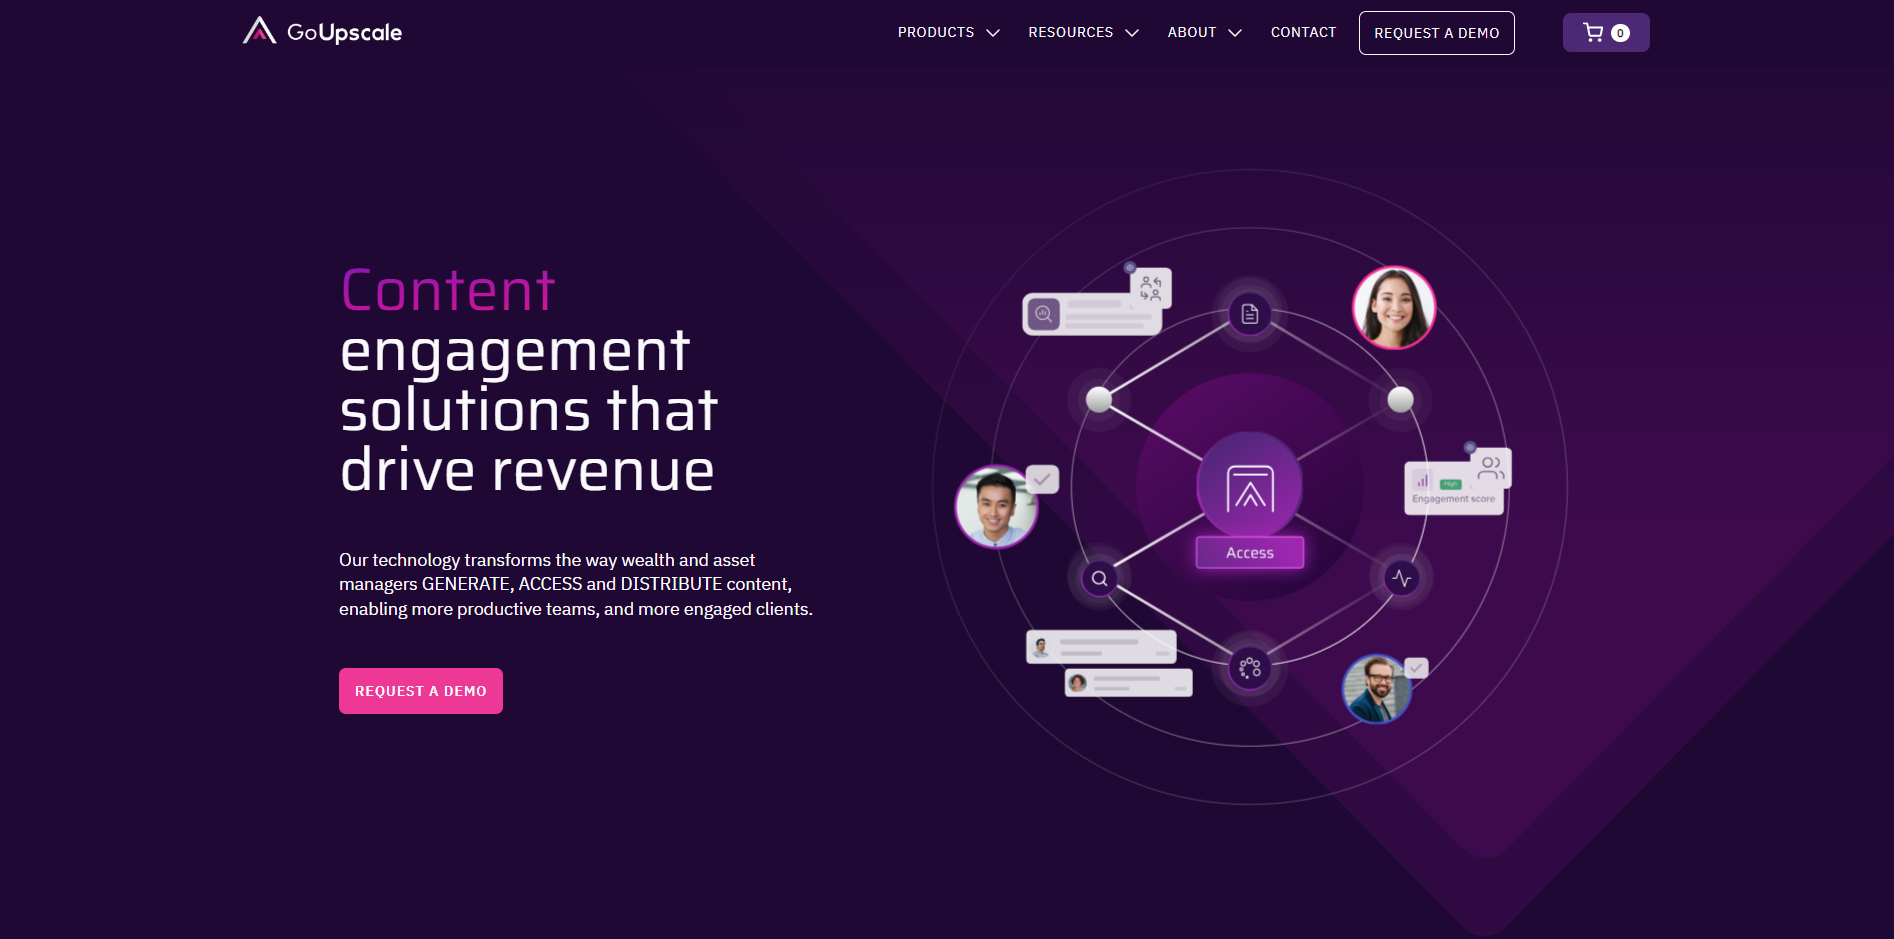 GoUpscale
PRODUCTS
RESOURCES
ABOUT
CONTACT
REQUEST A DEMO
0
Content
engagement
solutions that
drive revenue
Our technology transforms the way wealth and asset
managers GENERATE, ACCESS and DISTRIBUTE content,
enabling more productive teams, and more engaged clients.
REQUEST A DEMO
High
Engagement score
Access